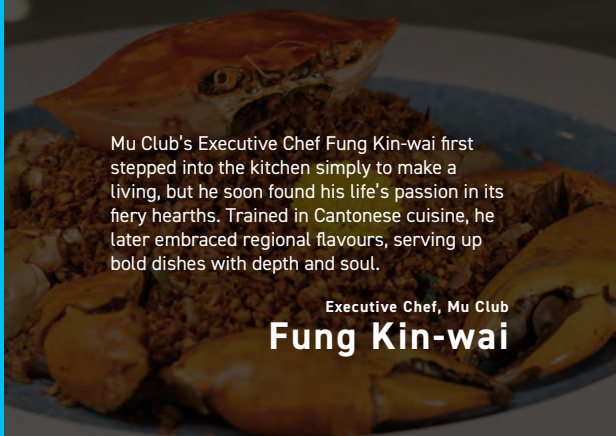 Mu Club's Executive Chef Fung Kin-wai first
stepped into the kitchen simply to make a
living, but he soon found his life's passion in its
fiery hearths. Trained in Cantonese cuisine, he
later embraced regional flavours, serving up
bold dishes with depth and soul.
Executive Chef, Mu Club
Fung Kin-wai